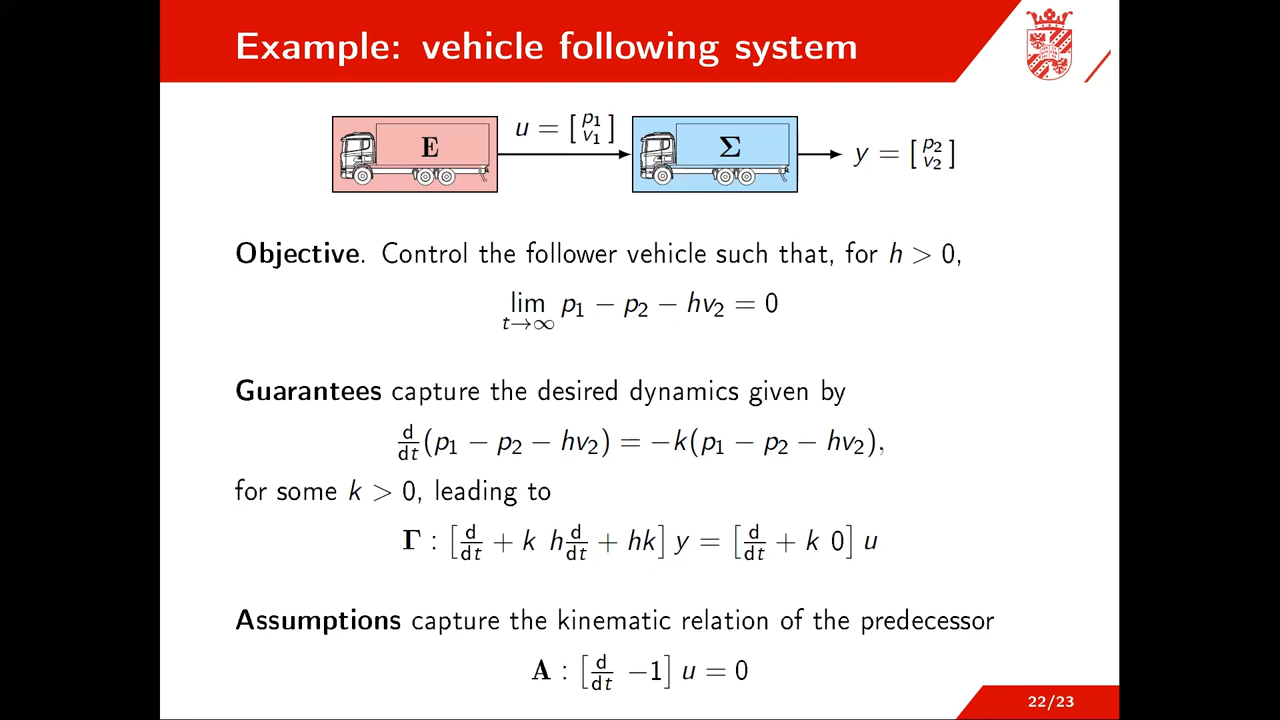 Example: vehicle following system
E
u = [p₁ v₁]
Σ
y = [p₂ v₂]
Objective. Control the follower vehicle such that, for h > 0,
lim t→∞ p₁ − p₂ − hv₂ = 0
Guarantees capture the desired dynamics given by
d/dt (p₁ − p₂ − hv₂) = −k(p₁ − p₂ − hv₂),
for some k > 0, leading to
Γ : [d/dt + k h d/dt + hk] y = [d/dt + k 0] u
Assumptions capture the kinematic relation of the predecessor
A : [d/dt −1] u = 0
22/23